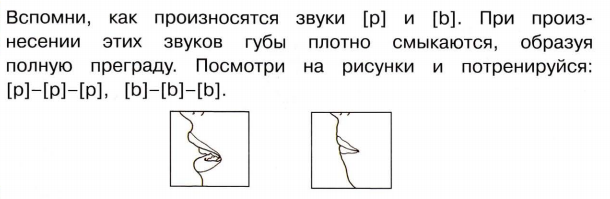 Вспомни, как произносятся звуки [p] и [b]. При произ-
несении этих звуков губы плотно смыкаются, образуя
полную преграду. Посмотри на рисунки и потренируйся:
[p]–[p]–[p], [b]–[b]–[b].